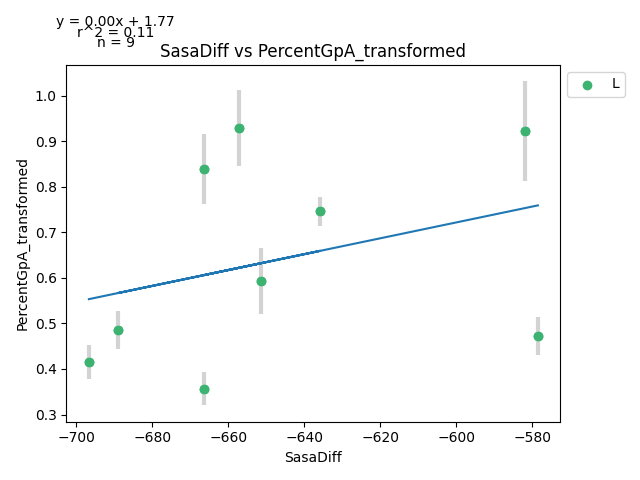 y = 0.00x + 1.77
r^2 = 0.11
n = 9
SasaDiff vs PercentGpA_transformed
L
PercentGpA_transformed
1.0
0.9
0.8
0.7
0.6
0.5
0.4
0.3
−700
−680
−660
−640
−620
−600
−580
SasaDiff